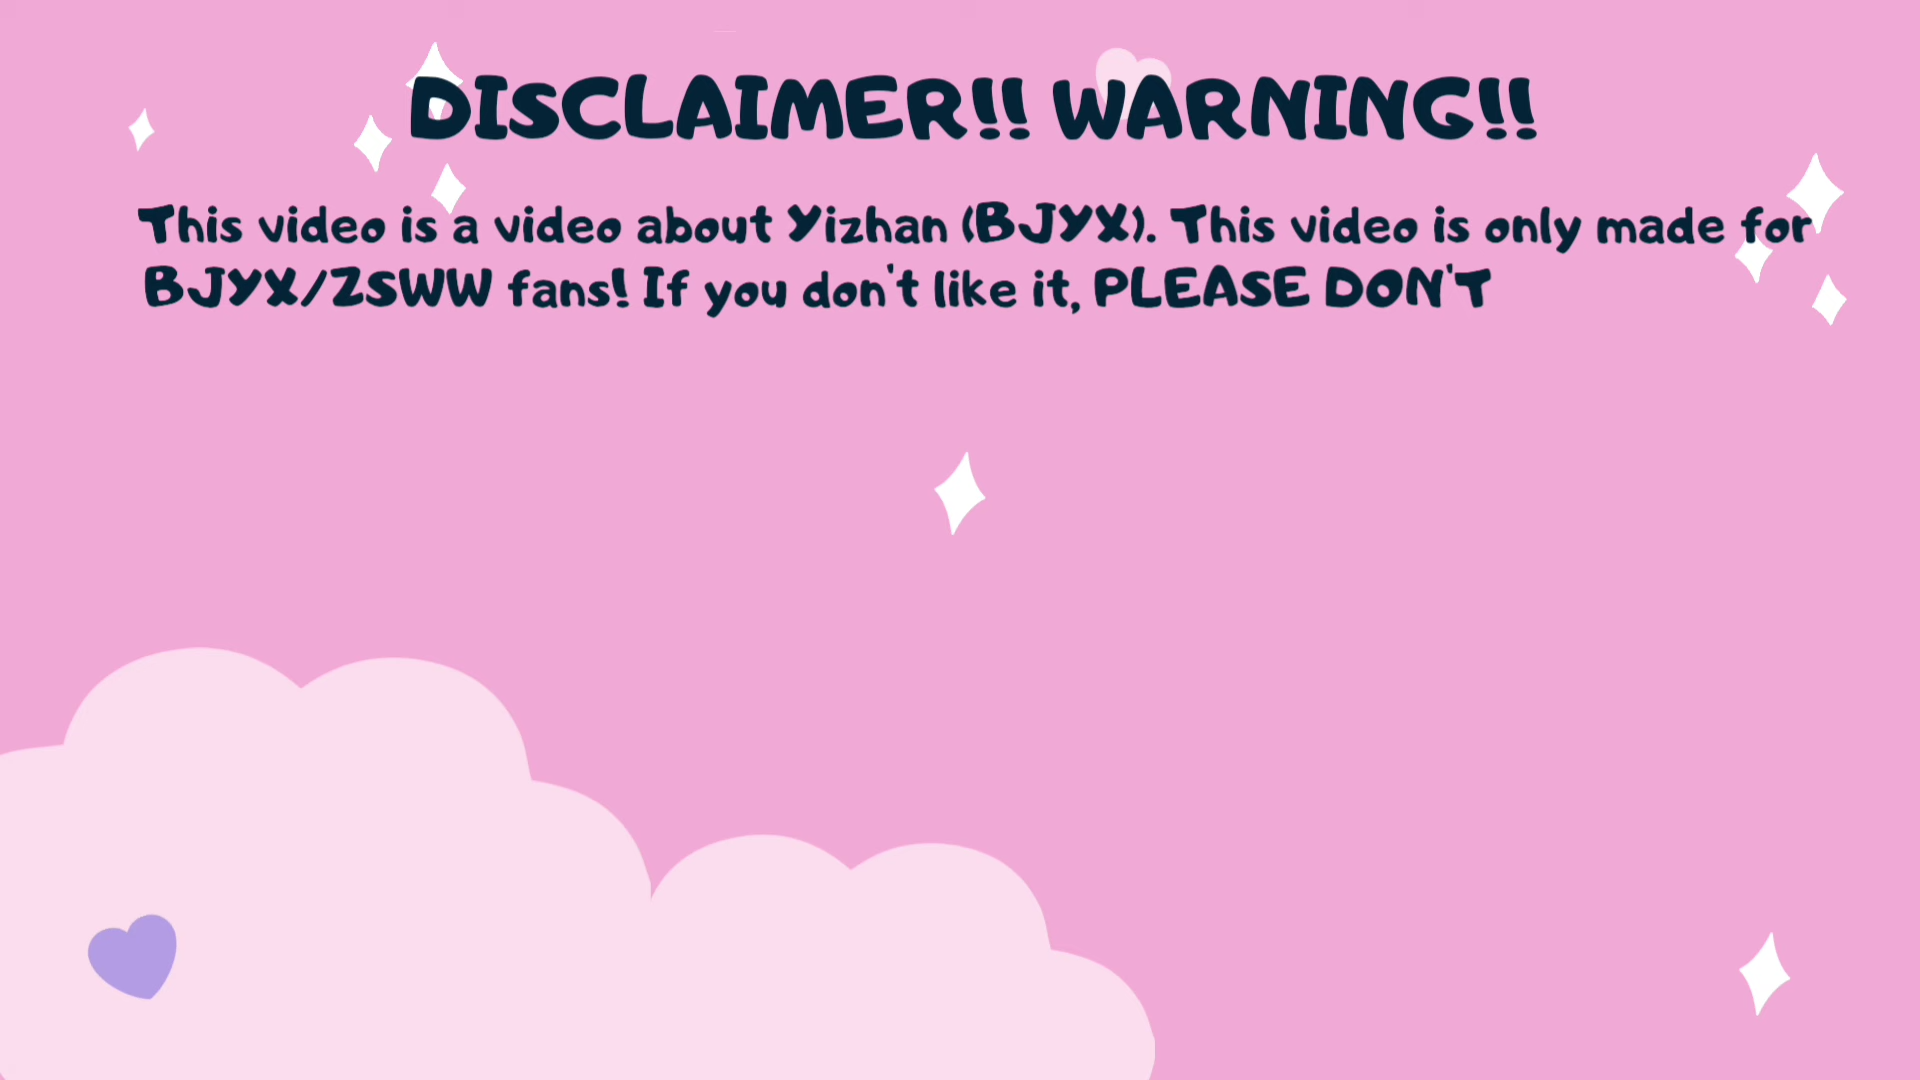 DISCLAIMER!! WARNING!!
This video is a video about Yizhan (BJYX). This video is only made for
BJYX/ZSWW fans! If you don't like it, PLEASE DON'T